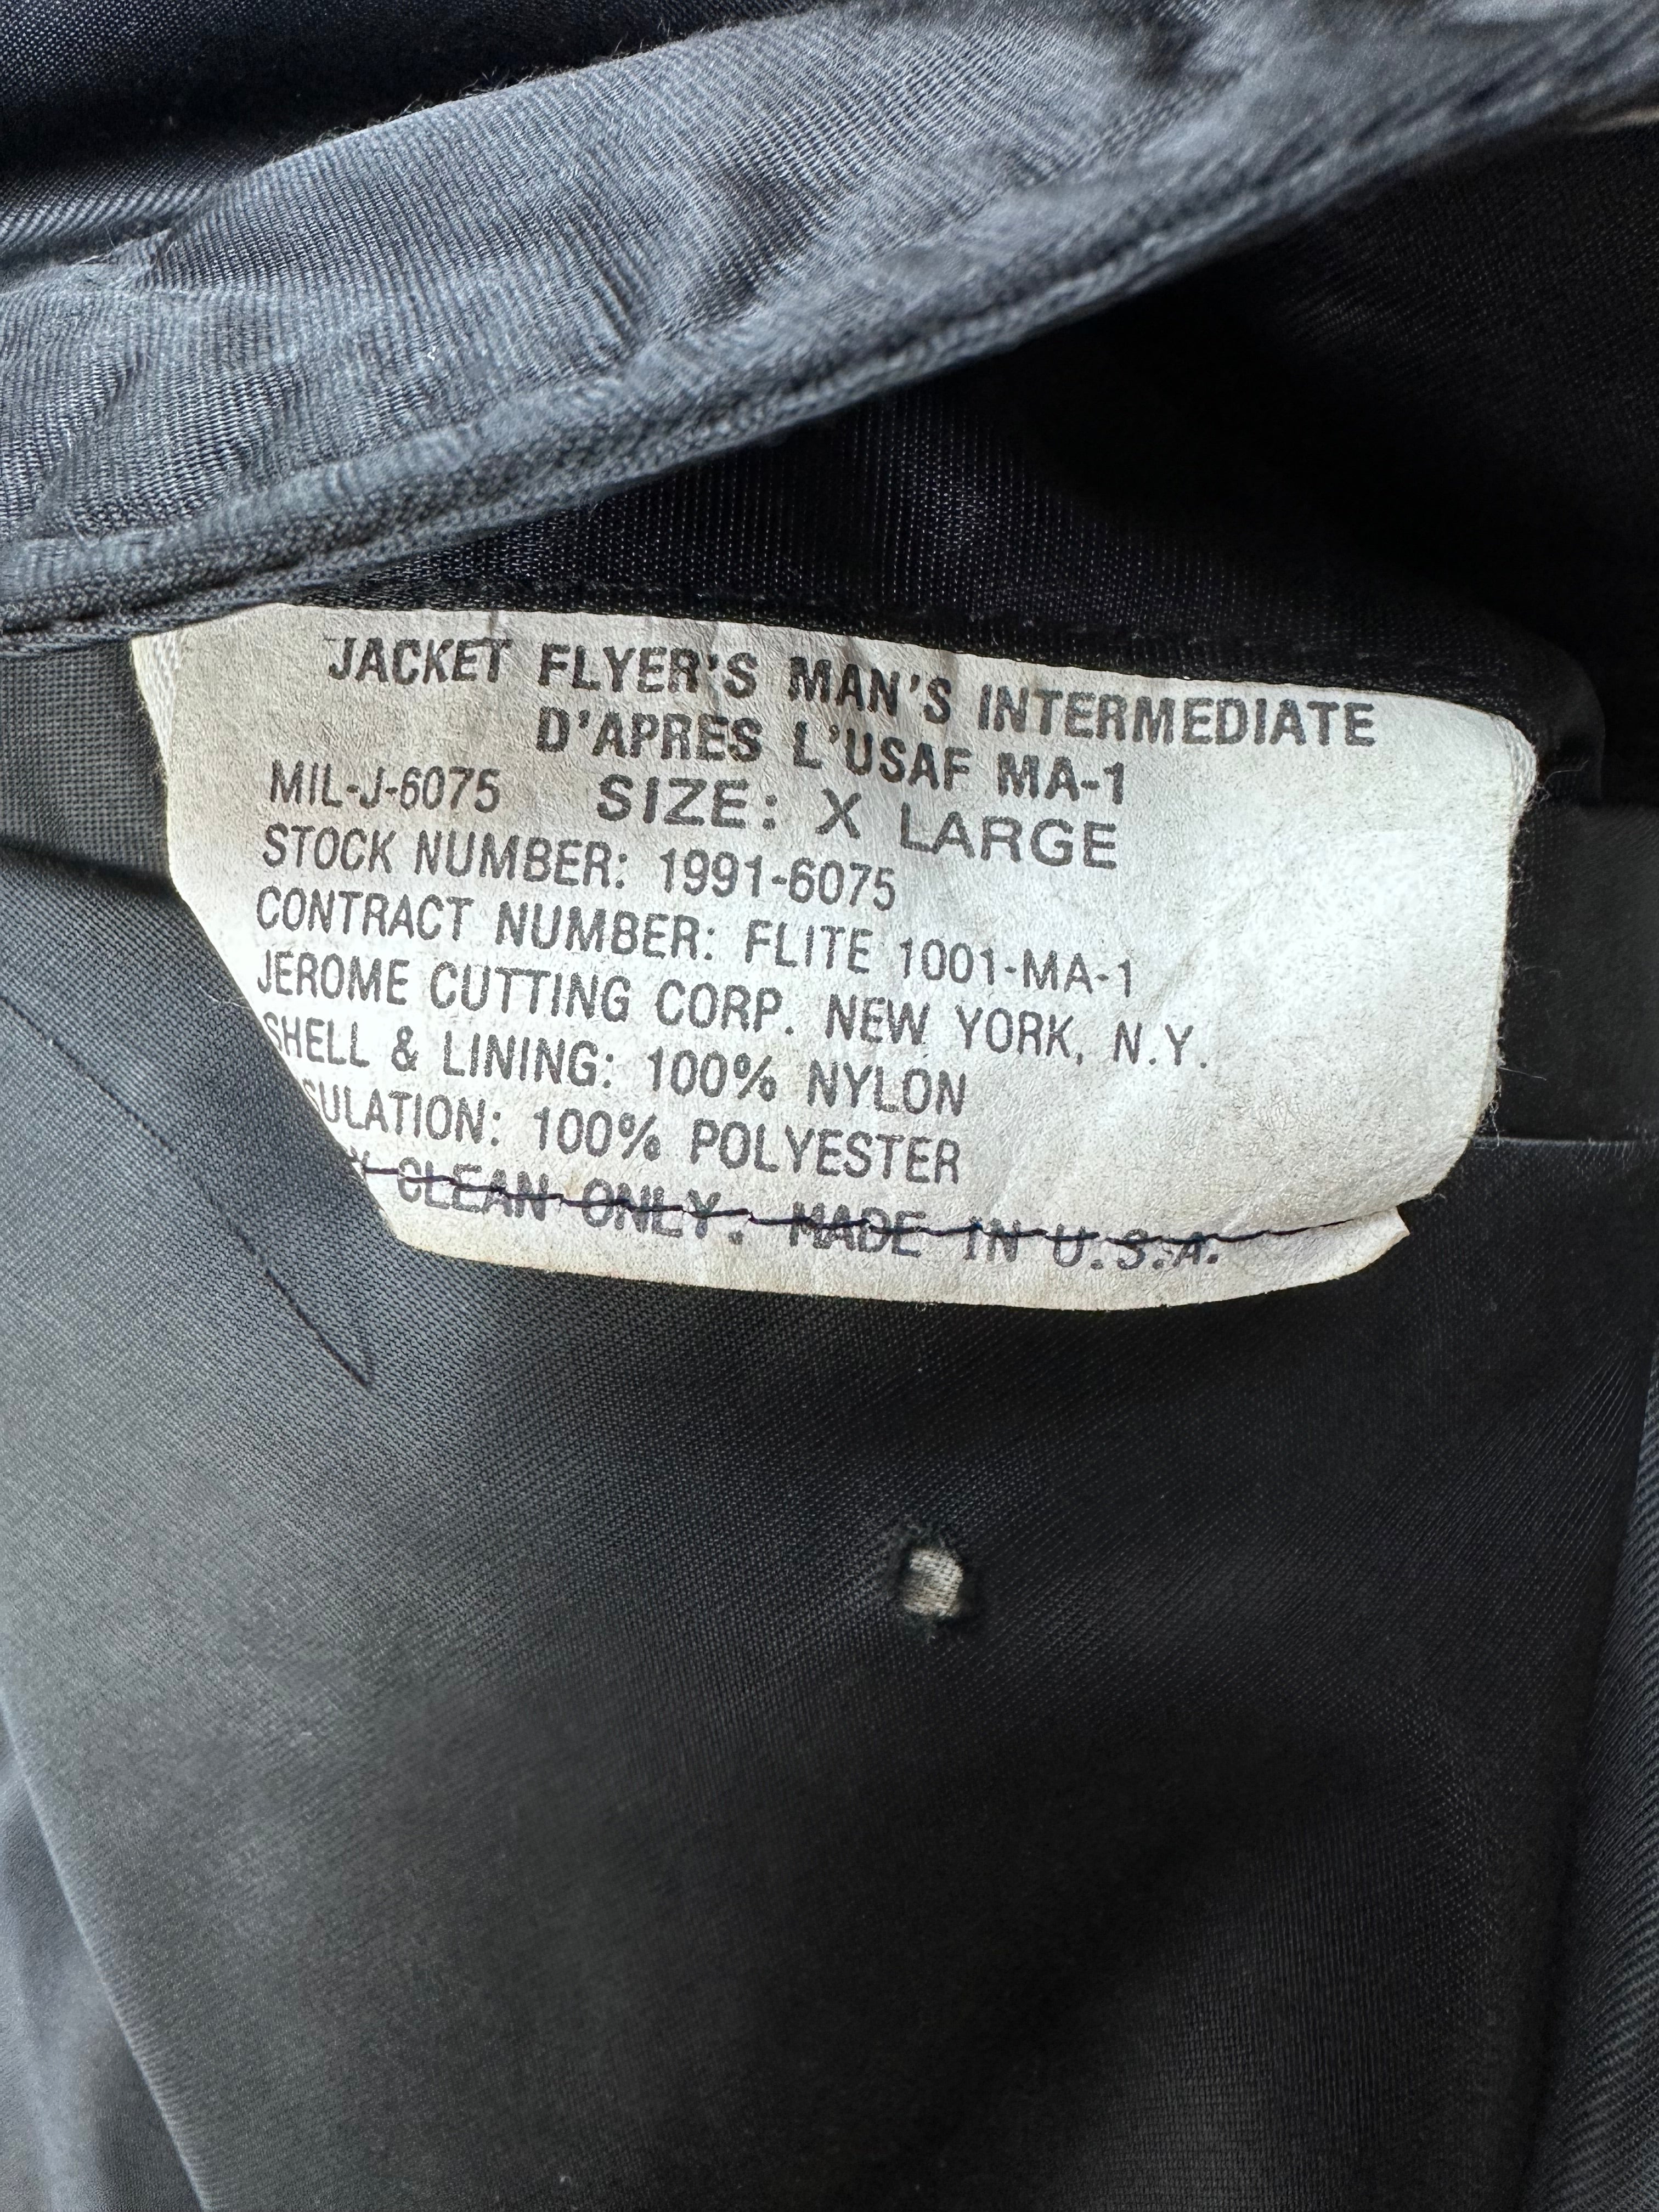 JACKET FLYER'S MAN'S INTERMEDIATE
D'APRES L'USAF MA-1
MIL-J-6075 SIZE: X LARGE
STOCK NUMBER: 1991-6075
CONTRACT NUMBER: FLITE 1001-MA-1
JEROME CUTTING CORP. NEW YORK, N.Y.
SHELL & LINING: 100% NYLON
SULATION: 100% POLYESTER
Y CLEAN ONLY. MADE IN U.S.A.